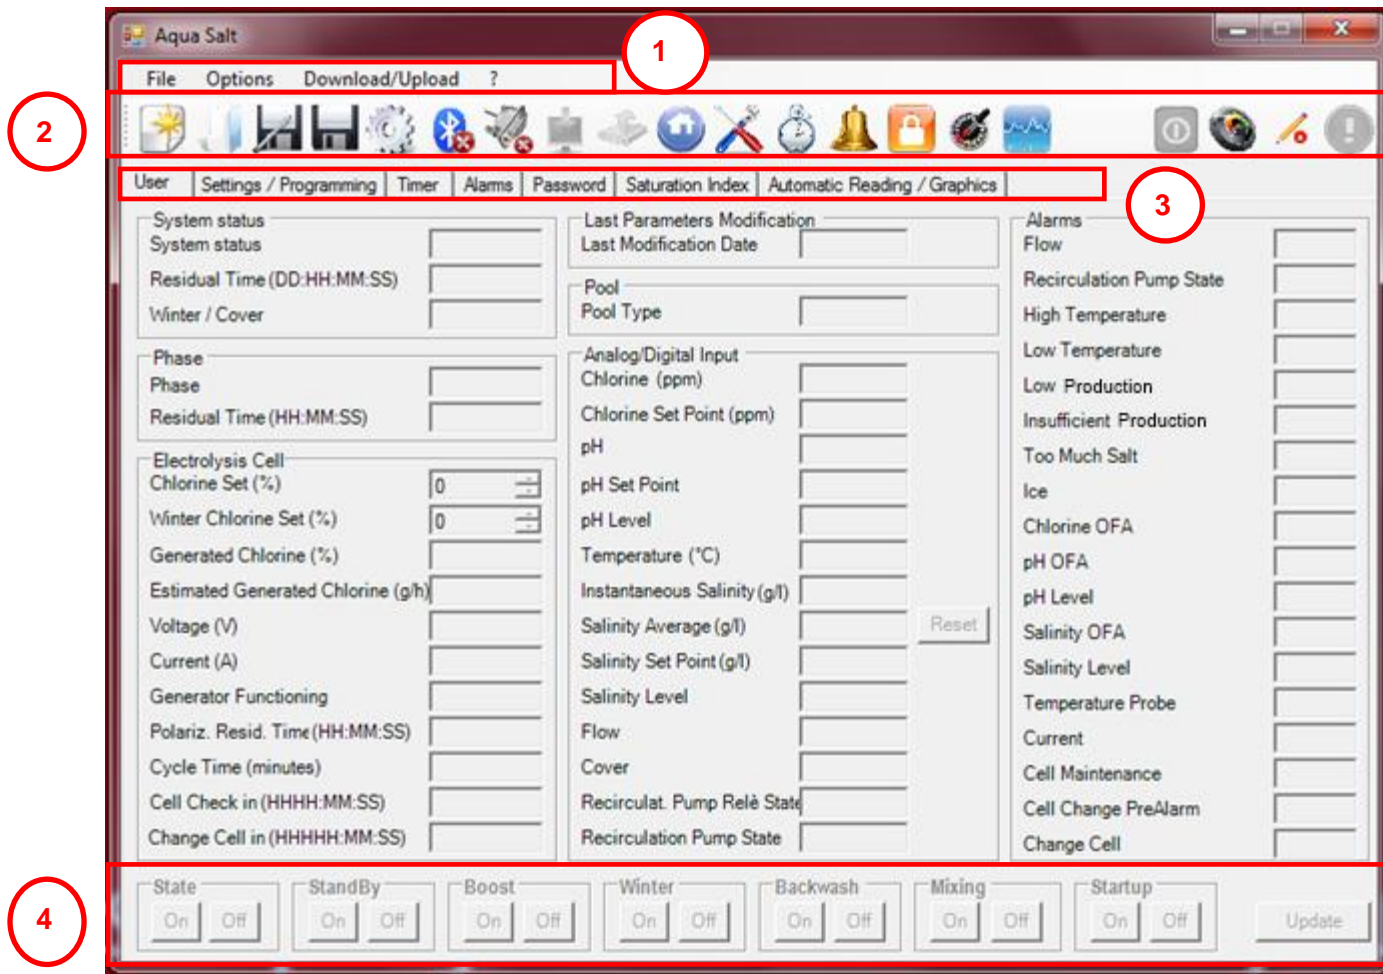 Aqua Salt
1
File Options Download/Upload ?
2
User Settings / Programming Timer Alarms Password Saturation Index Automatic Reading / Graphics
3
System status
System status
Residual Time (DD:HH:MM:SS)
Winter / Cover
Phase
Phase
Residual Time (HH:MM:SS)
Electrolysis Cell
Chlorine Set (%) 0
Winter Chlorine Set (%) 0
Generated Chlorine (%)
Estimated Generated Chlorine (g/h)
Voltage (V)
Current (A)
Generator Functioning
Polariz. Resid. Time (HH:MM:SS)
Cycle Time (minutes)
Cell Check in (HHHH:MM:SS)
Change Cell in (HHHHH:MM:SS)
Last Parameters Modification
Last Modification Date
Pool
Pool Type
Analog/Digital Input
Chlorine (ppm)
Chlorine Set Point (ppm)
pH
pH Set Point
pH Level
Temperature (°C)
Instantaneous Salinity (g/l)
Salinity Average (g/l) Reset
Salinity Set Point (g/l)
Salinity Level
Flow
Cover
Recirculat. Pump Relè State
Recirculation Pump State
Alarms
Flow
Recirculation Pump State
High Temperature
Low Temperature
Low Production
Insufficient Production
Too Much Salt
Ice
Chlorine OFA
pH OFA
pH Level
Salinity OFA
Salinity Level
Temperature Probe
Current
Cell Maintenance
Cell Change PreAlarm
Change Cell
4
State StandBy Boost Winter Backwash Mixing Startup
On Off On Off On Off On Off On Off On Off On Off Update